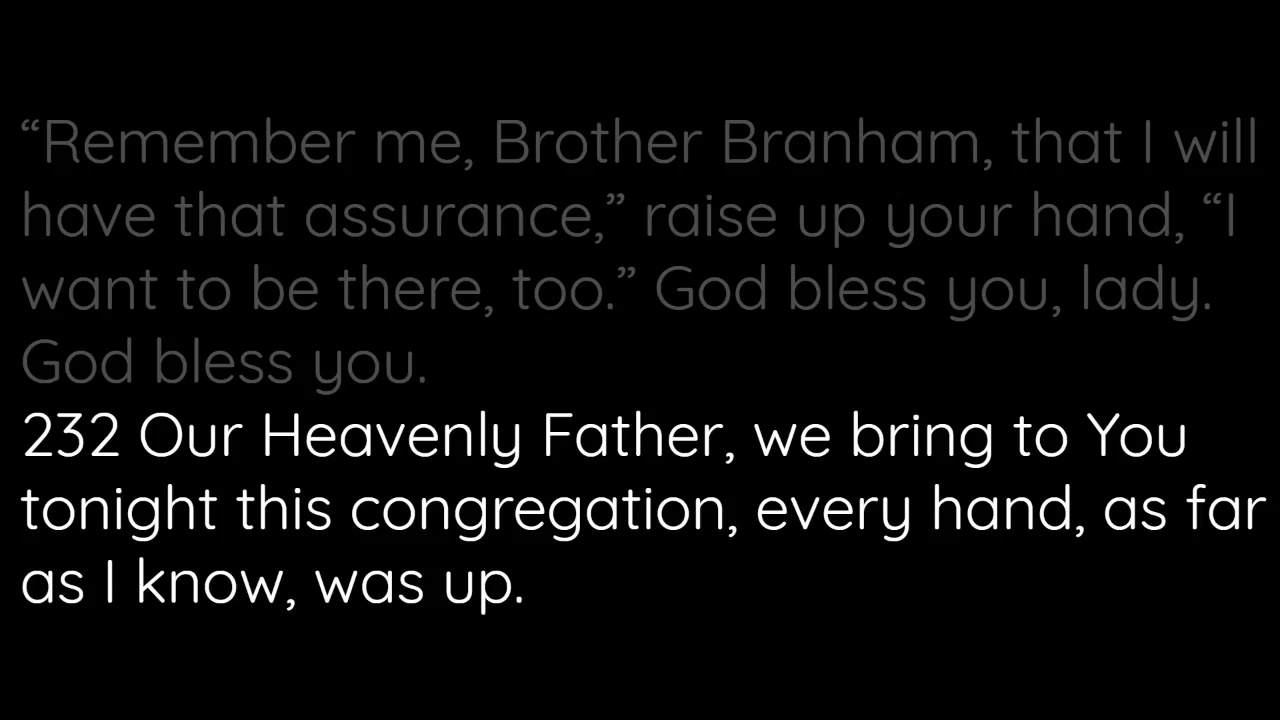 “Remember me, Brother Branham, that I will
have that assurance,” raise up your hand, “I
want to be there, too.” God bless you, lady.
God bless you.
232 Our Heavenly Father, we bring to You
tonight this congregation, every hand, as far
as I know, was up.